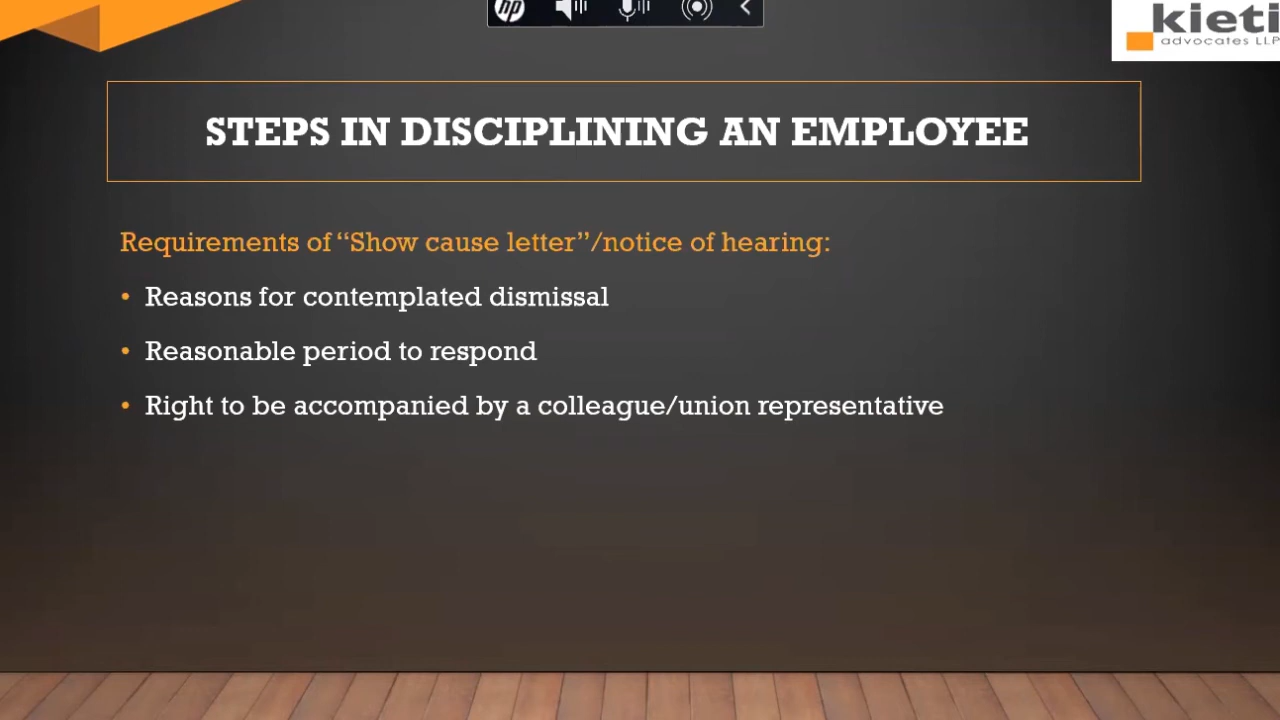 hp
kieti
advocates LLP
STEPS IN DISCIPLINING AN EMPLOYEE
Requirements of “Show cause letter”/notice of hearing:
• Reasons for contemplated dismissal
• Reasonable period to respond
• Right to be accompanied by a colleague/union representative